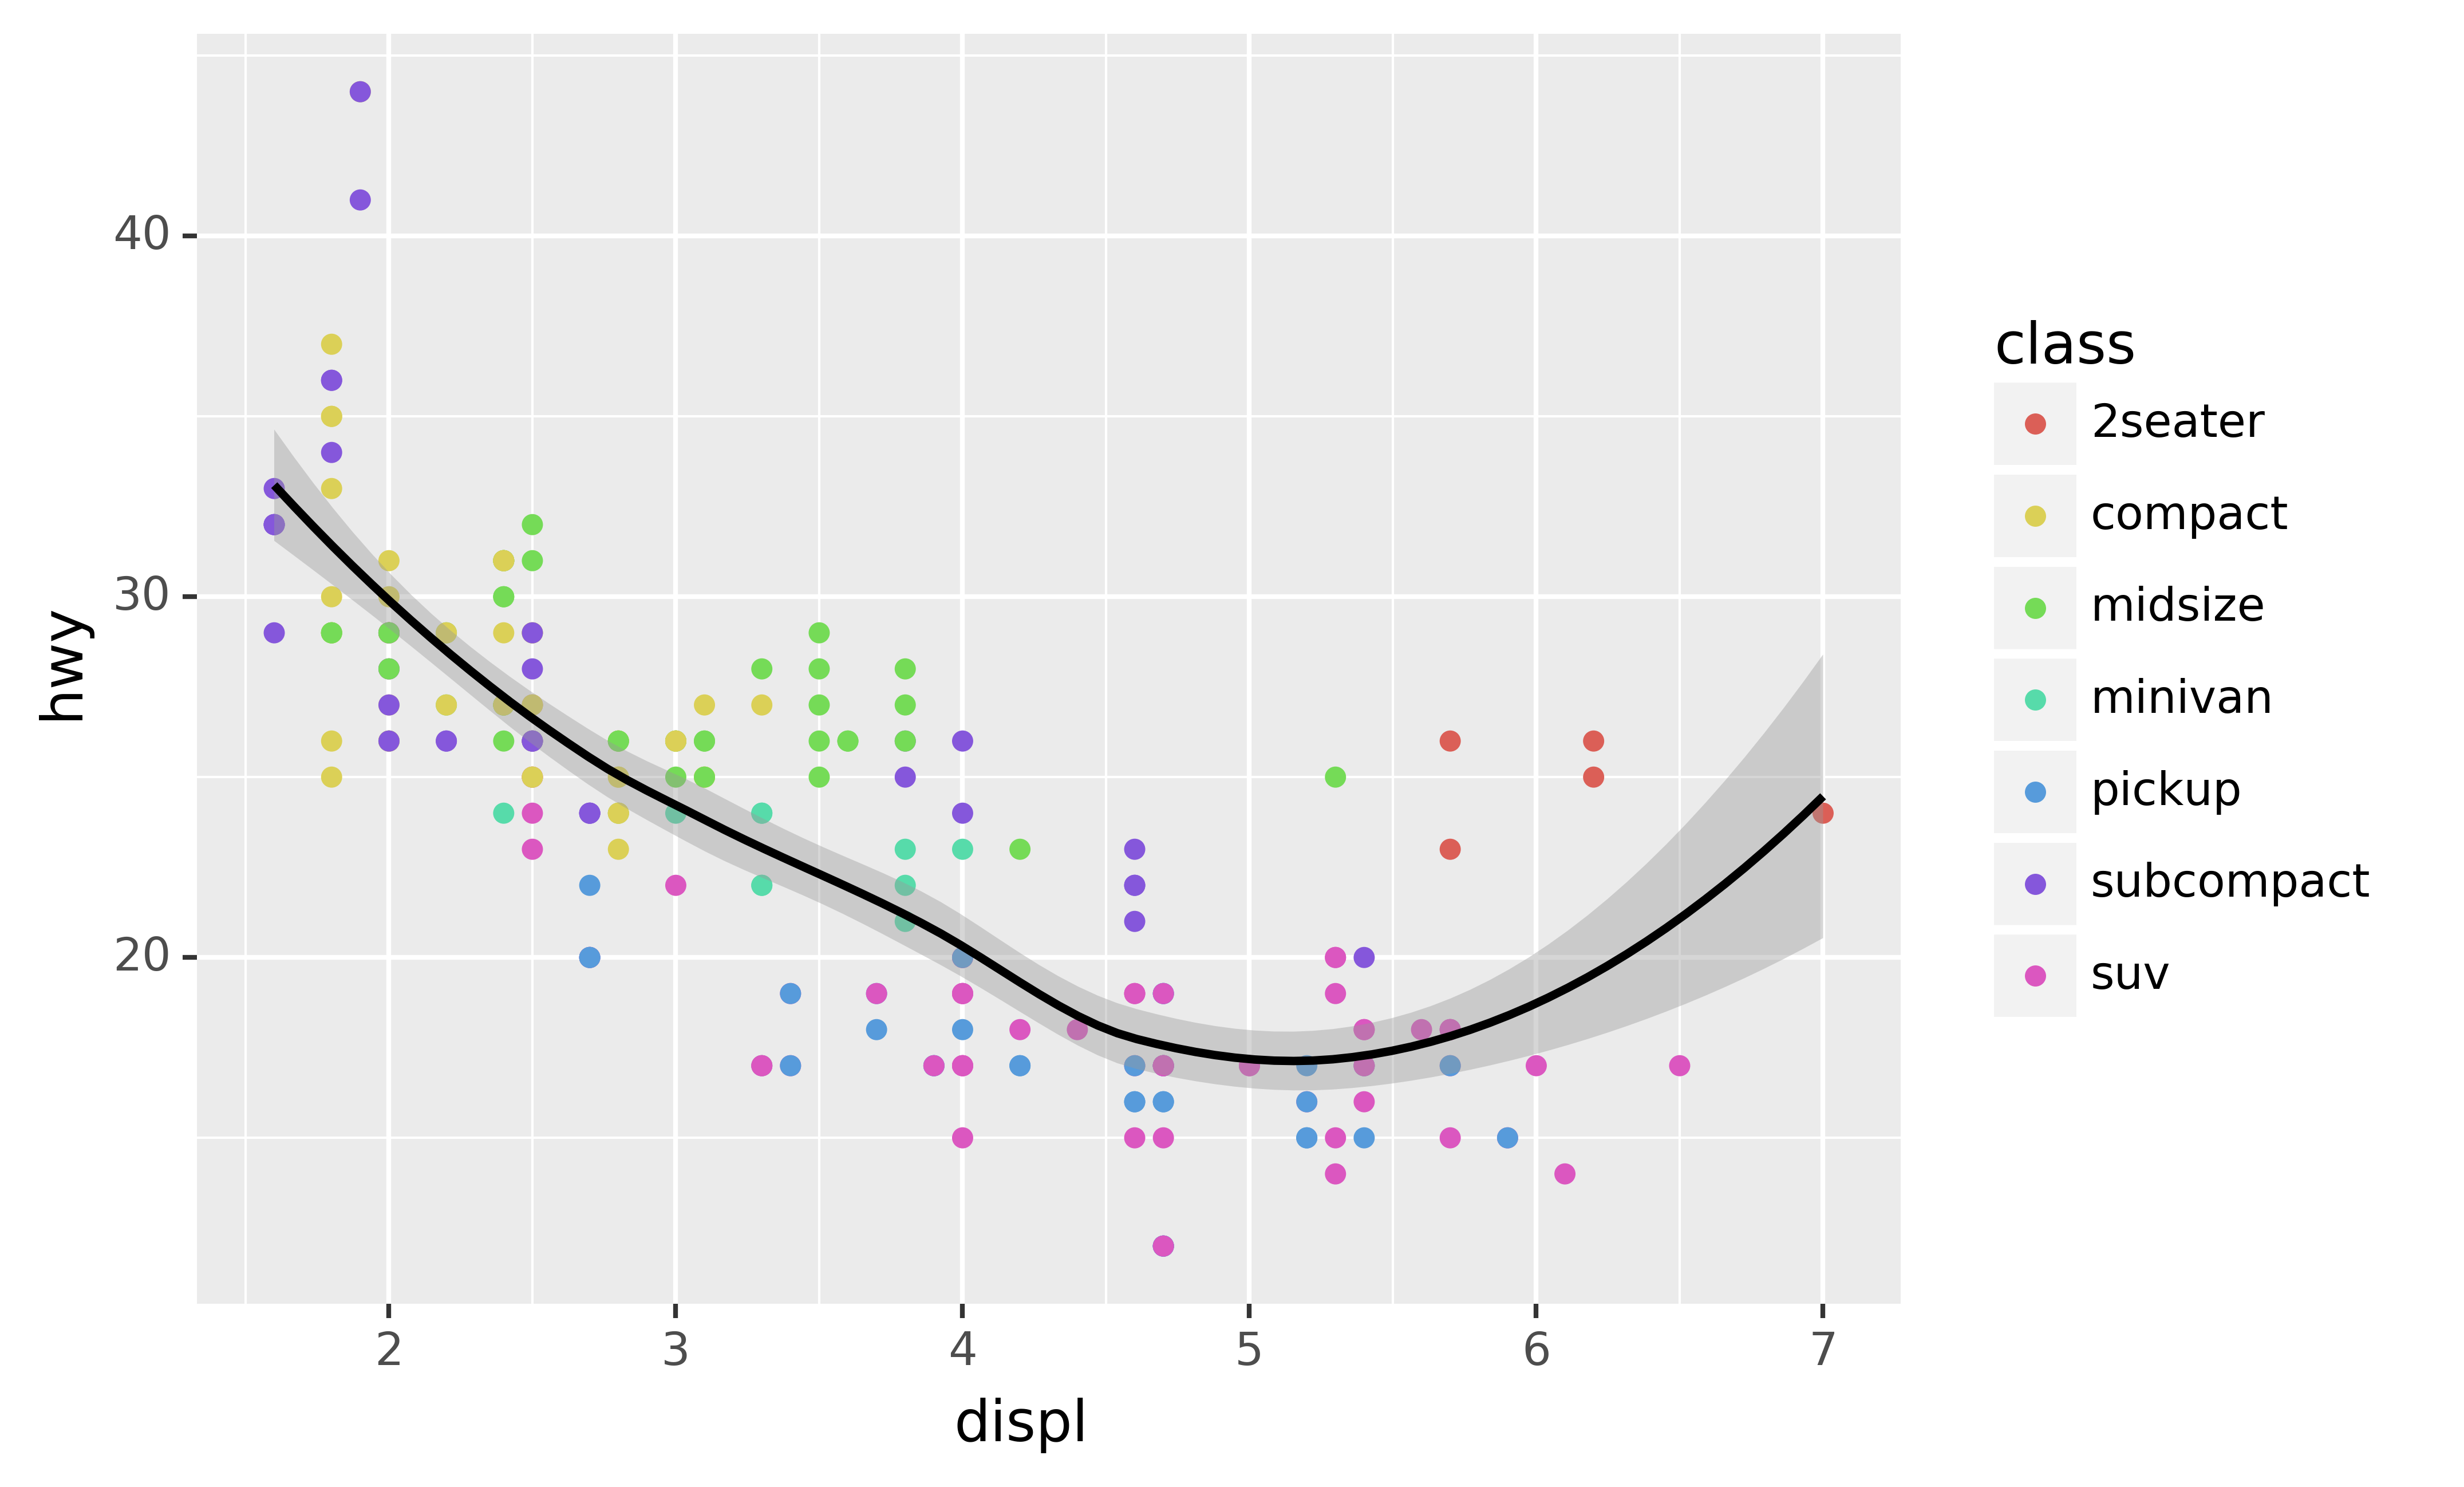 hwy
40
30
20
2
3
4
5
6
7
displ
class
2seater
compact
midsize
minivan
pickup
subcompact
suv